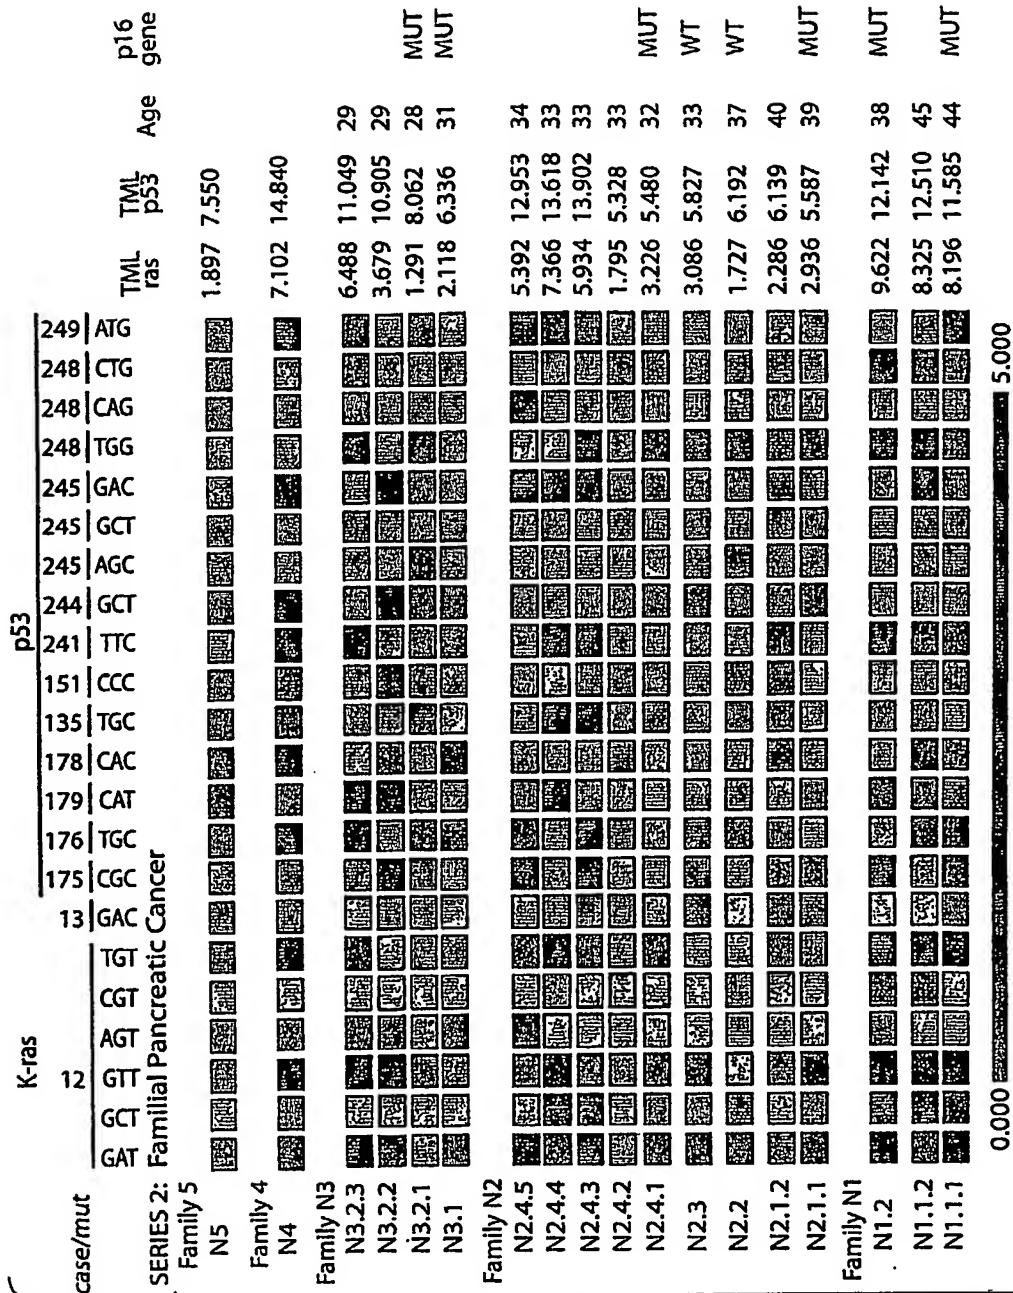 K-ras p53
12 13 175 176 179 178 135 151 241 244 245 245 245 248 248 248 249 TML ras TML p53 Age p16 gene
case/mut GAT GCT GTT AGT CGT TGT GAC CGC TGC CAT CAC TGC CCC TTC GCT AGC GCT GAC TGG CAG CTG ATG
SERIES 2: Familial Pancreatic Cancer
Family 5
N5 1.897 7.550
Family 4
N4 7.102 14.840
Family N3
N3.2.3 6.488 11.049 29
N3.2.2 3.679 10.905 29
N3.2.1 1.291 8.062 28 MUT
N3.1 2.118 6.336 31 MUT
Family N2
N2.4.5 5.392 12.953 34
N2.4.4 7.366 13.618 33
N2.4.3 5.934 13.902 33
N2.4.2 1.795 5.328 33
N2.4.1 3.226 5.480 32 MUT
N2.3 3.086 5.827 33 WT
N2.2 1.727 6.192 37 WT
N2.1.2 2.286 6.139 40
N2.1.1 2.936 5.587 39 MUT
Family N1
N1.2 9.622 12.142 38 MUT
N1.1.2 8.325 12.510 45
N1.1.1 8.196 11.585 44 MUT
0.000 5.000